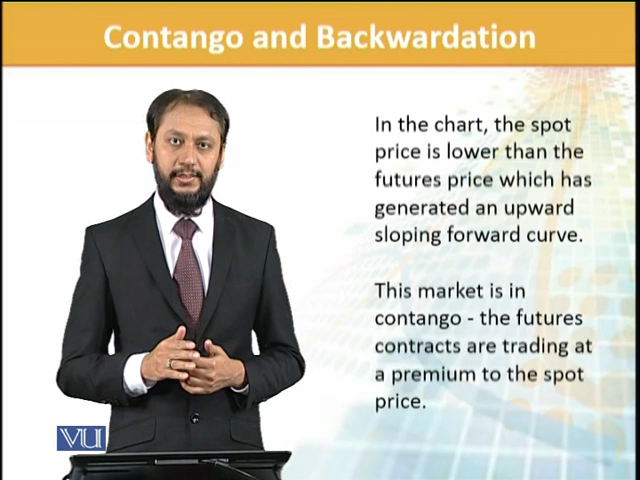 Contango and Backwardation
In the chart, the spot
price is lower than the
futures price which has
generated an upward
sloping forward curve.
This market is in
contango - the futures
contracts are trading at
a premium to the spot
price.
VU